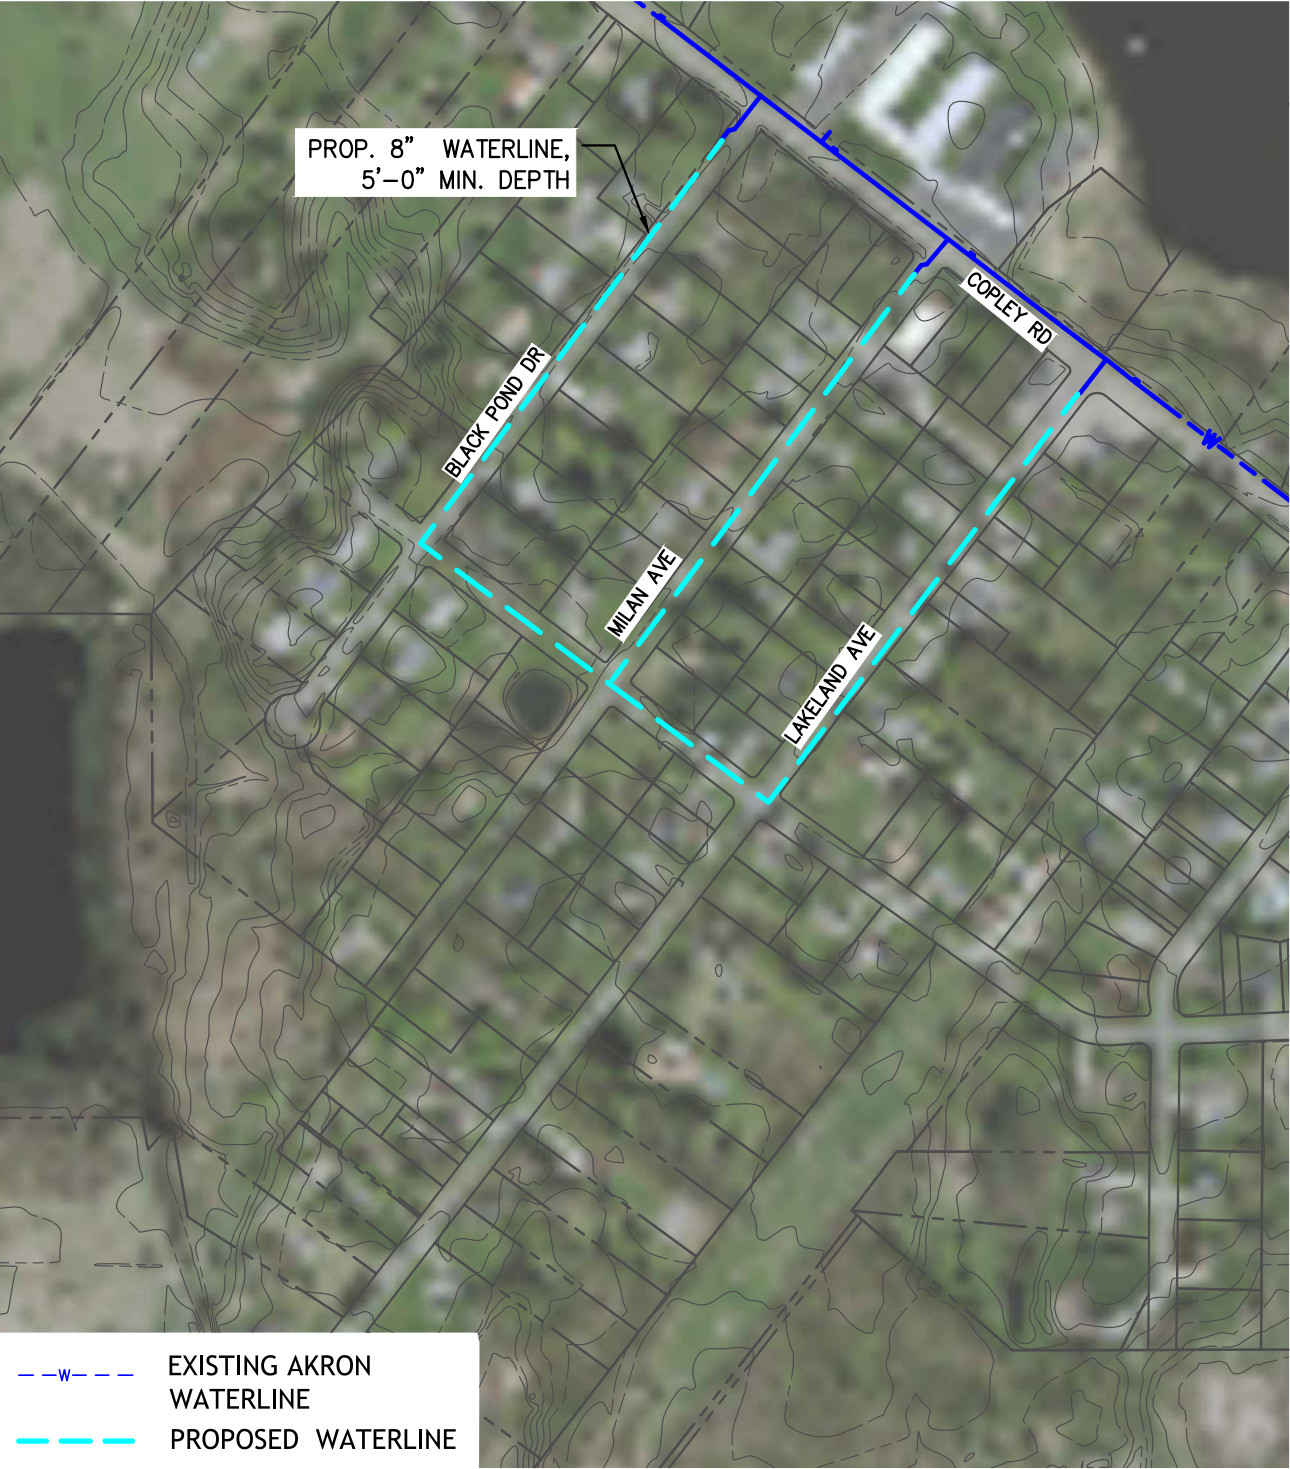 PROP. 8” WATERLINE,
5’-0” MIN. DEPTH
COPLEY RD
BLACK POND DR
MILAN AVE
LAKELAND AVE
W
W
EXISTING AKRON
WATERLINE
PROPOSED WATERLINE